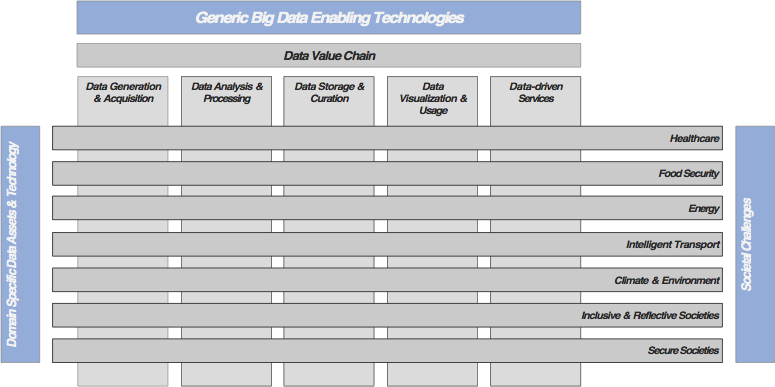 Generic Big Data Enabling Technologies
Data Value Chain
Data Generation
& Acquisition
Data Analysis &
Processing
Data Storage &
Curation
Data
Visualization &
Usage
Data-driven
Services
Domain Specific Data Assets & Technology
Healthcare
Food Security
Energy
Intelligent Transport
Climate & Environment
Inclusive & Reflective Societies
Secure Societies
Societal Challenges